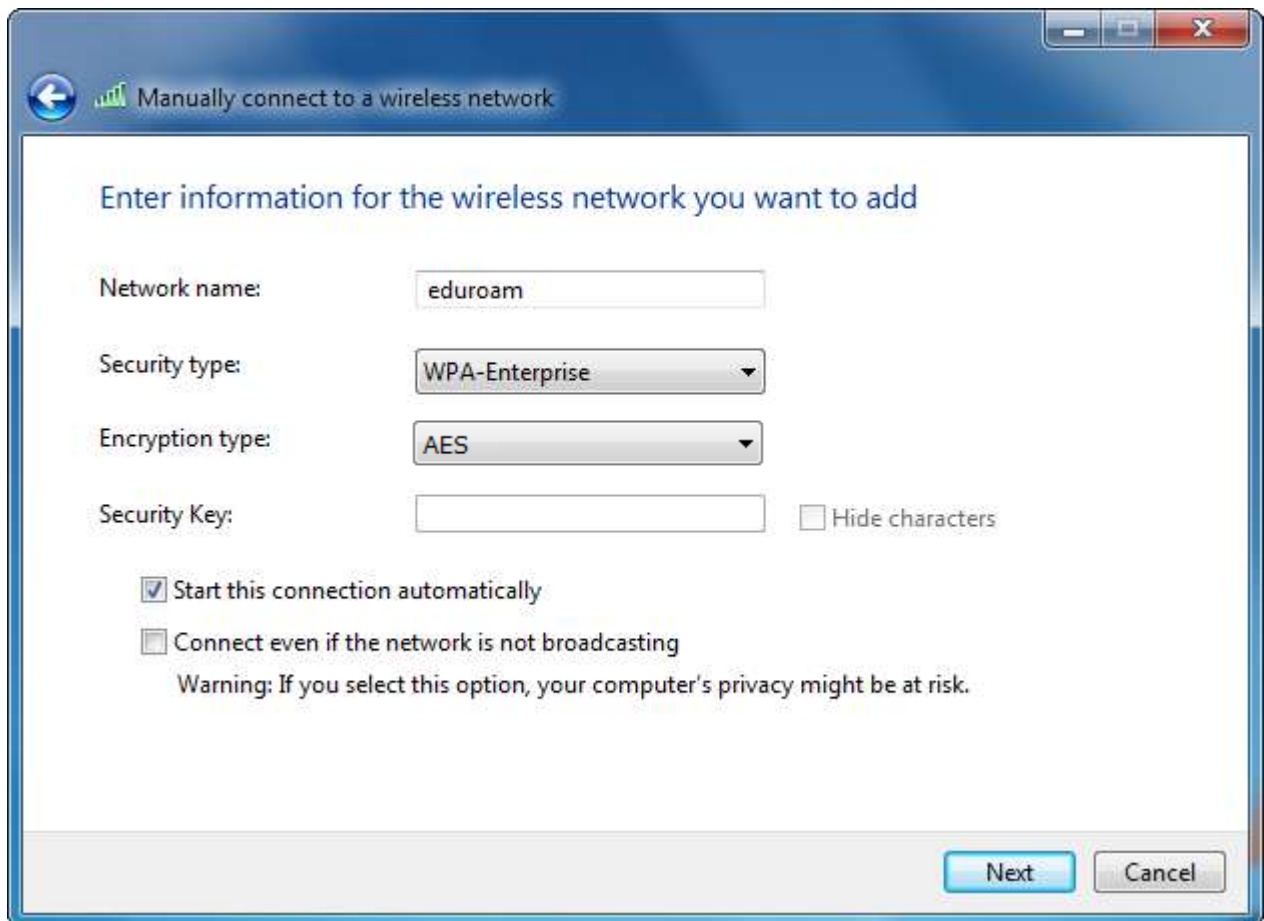 Manually connect to a wireless network
Enter information for the wireless network you want to add
Network name: eduroam
Security type: WPA-Enterprise
Encryption type: AES
Security Key: Hide characters
Start this connection automatically
Connect even if the network is not broadcasting
Warning: If you select this option, your computer's privacy might be at risk.
Next Cancel